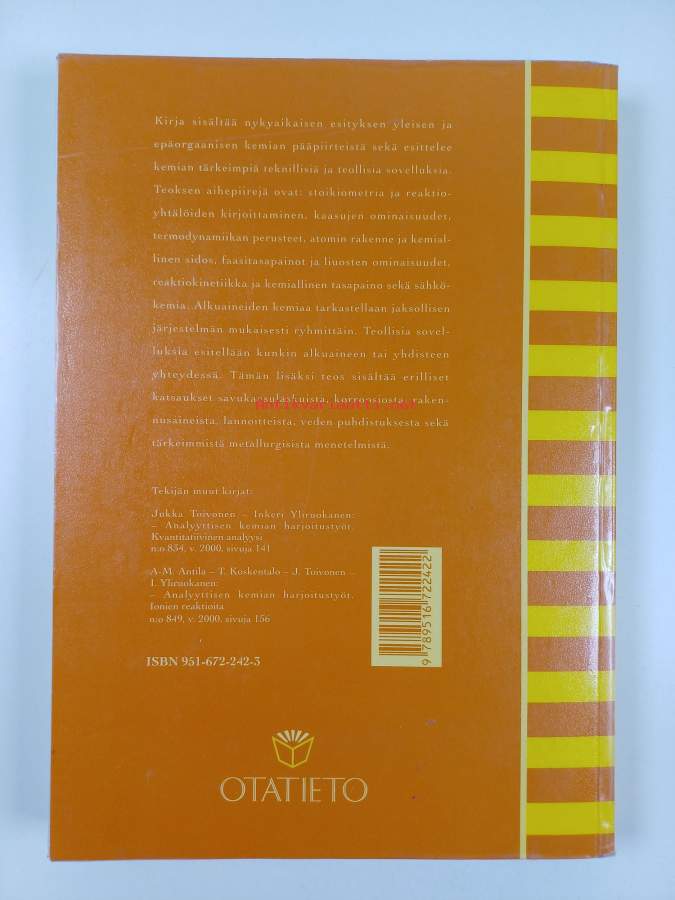 Kirja sisältää nykyaikaisen esityksen yleisen ja
epäorgaanisen kemian pääpiirteistä sekä esittelee
kemian tärkeimpiä teknillisiä ja teollisia sovelluksia.
Teoksen aihepiirejä ovat: stoikiometria ja reaktio-
yhtälöiden kirjoittaminen, kaasujen ominaisuudet,
termodynamiikan perusteet, atomin rakenne ja kemial-
linen sidos, faasitasapainot ja liuosten ominaisuudet,
reaktiokinetiikka ja kemiallinen tasapaino sekä sähkö-
kemia. Alkuaineiden kemiaa tarkastellaan jaksollisen
järjestelmän mukaisesti ryhmittäin. Teollisia sovel-
luksia esitellään kunkin alkuaineen tai yhdisteen
yhteydessä. Tämän lisäksi teos sisältää erilliset
katsaukset savukaasulaskuista, korroosiosta, raken-
nusaineista, lannoitteista, veden puhdistuksesta sekä
tärkeimmistä metallurgisista menetelmistä.
Tekijän muut kirjat:
Jukka Toivonen – Inkeri Yliruokanen:
– Analyyttisen kemian harjoitustyöt.
Kvantitatiivinen analyysi
n:o 834, v. 2000, sivuja 141
A-M. Antila – T. Koskentalo – J. Toivonen –
I. Yliruokanen:
– Analyyttisen kemian harjoitustyöt.
Ionien reaktioita
n:o 849, v. 2000, sivuja 156
ISBN 951-672-242-3
9 789516 722422
OTATIETO